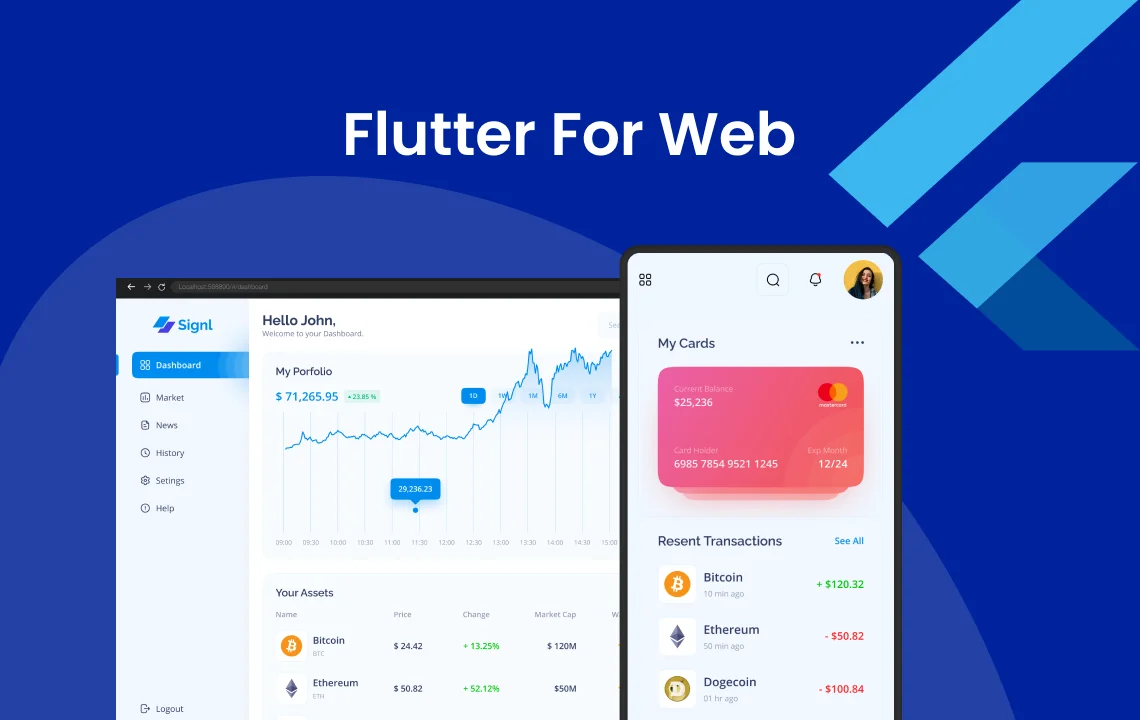 Flutter For Web
Localhost:566890/#/dashboard
Signl
Dashboard
Market
News
History
Setings
Help
Logout
Hello John,
Welcome to your Dashboard.
My Porfolio
$ 71,265.95
23.85 %
1D
1W
1M
6M
1Y
29,236.23
09:00 09:30 10:00 10:30 11:00 11:30 12:00 12:30 13:00 13:30 14:00 14:30 15:00
Your Assets
Name Price Change Market Cap
Bitcoin
BTC
$ 24.42 + 13.25% $ 120M
Ethereum
ETH
$ 50.82 + 52.12% $50M
My Cards
Current Balance
$25,236
mastercard
Card Holder Exp Month
6985 7854 9521 1245 12/24
Resent Transactions See All
Bitcoin
10 min ago
+ $120.32
Ethereum
50 min ago
- $50.82
Dogecoin
01 hr ago
- $100.84